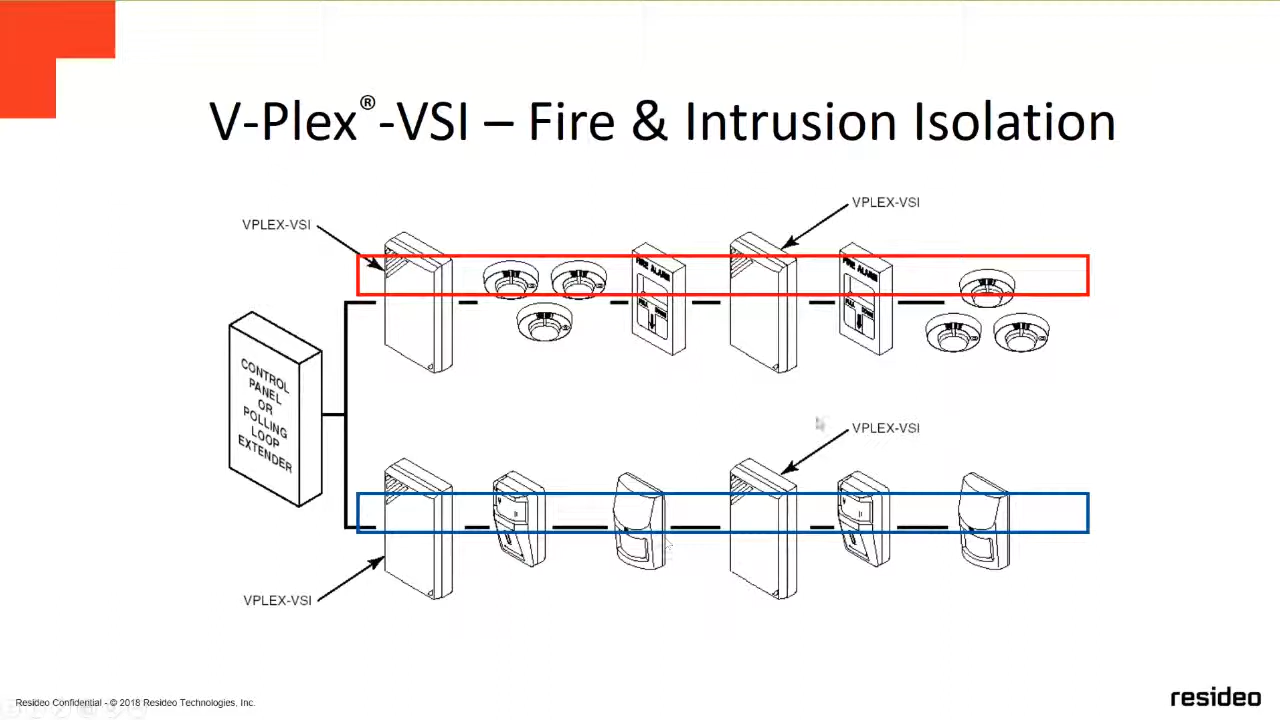 V-Plex®-VSI – Fire & Intrusion Isolation
VPLEX-VSI
VPLEX-VSI
FIRE ALARM
FIRE ALARM
CONTROL
PANEL
OR
POLLING
LOOP
EXTENDER
VPLEX-VSI
VPLEX-VSI
Resideo Confidential - © 2018 Resideo Technologies, Inc.
resideo